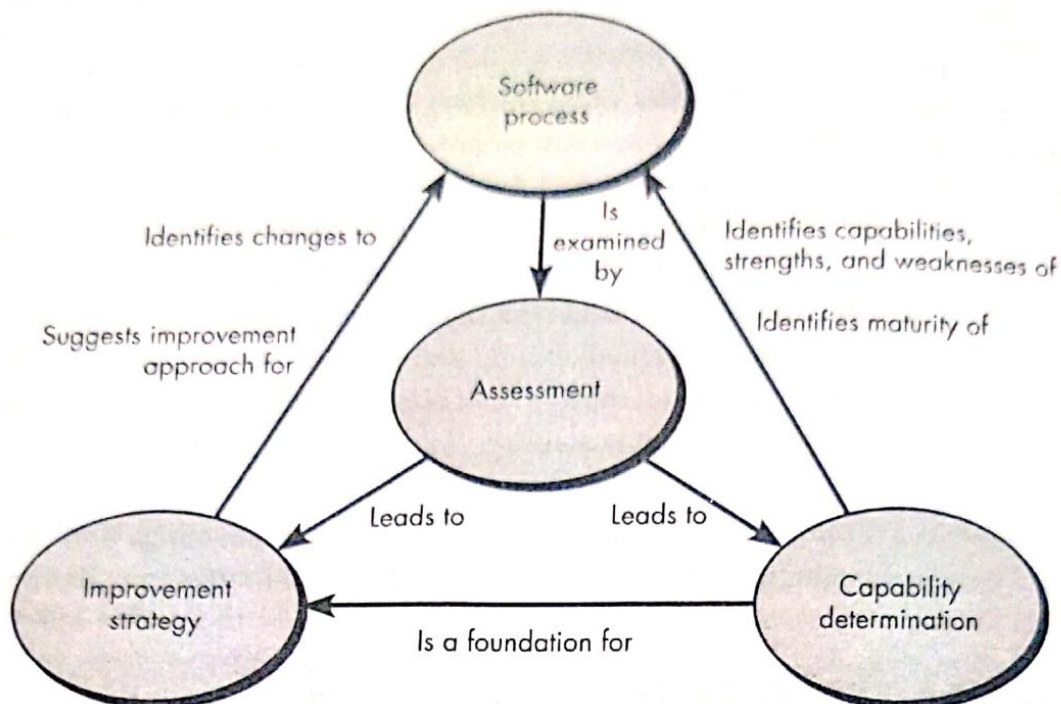 Software
process
Identifies changes to
Is
examined
by
Identifies capabilities,
strengths, and weaknesses of
Suggests improvement
approach for
Identifies maturity of
Assessment
Leads to
Leads to
Improvement
strategy
Capability
determination
Is a foundation for